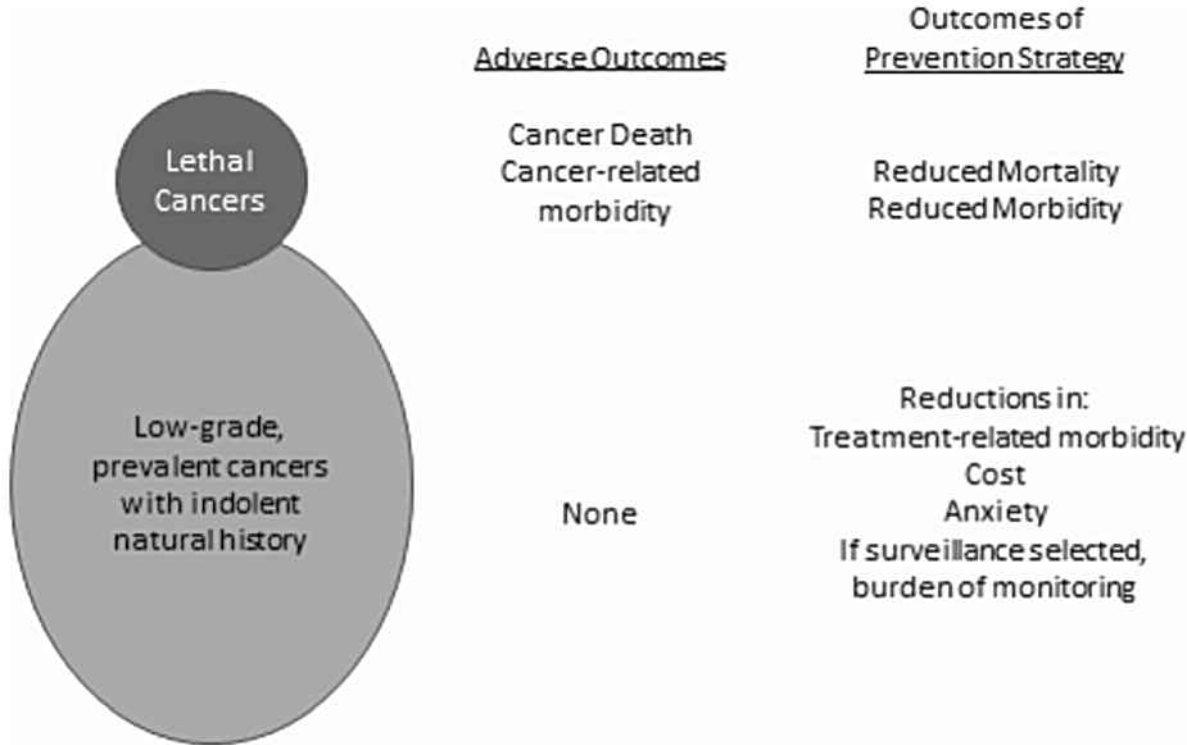 Adverse Outcomes
Outcomes of
Prevention Strategy
Lethal
Cancers
Cancer Death
Cancer-related
morbidity
Reduced Mortality
Reduced Morbidity
Low-grade,
prevalent cancers
with indolent
natural history
None
Reductions in:
Treatment-related morbidity
Cost
Anxiety
If surveillance selected,
burden of monitoring